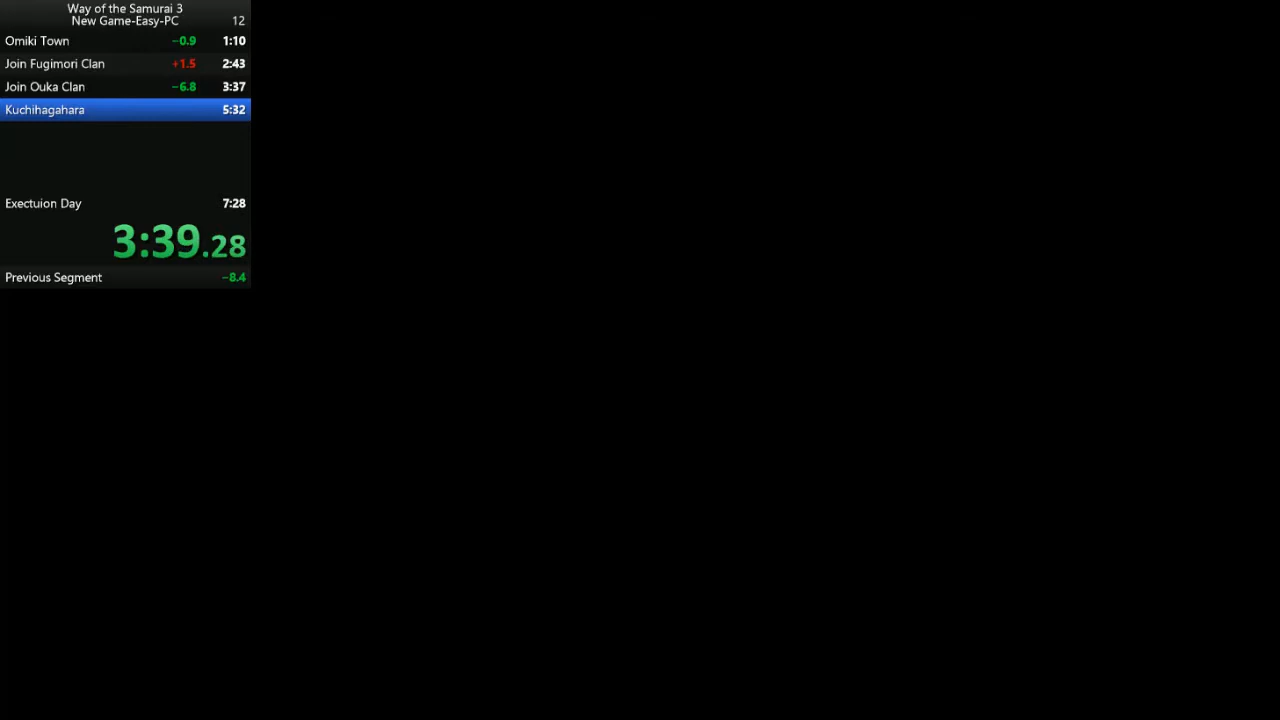 Way of the Samurai 3
New Game-Easy-PC 12
Omiki Town −0.9 1:10
Join Fugimori Clan +1.5 2:43
Join Ouka Clan −6.8 3:37
Kuchihagahara 5:32
Exectuion Day 7:28
3:39.28
Previous Segment −8.4